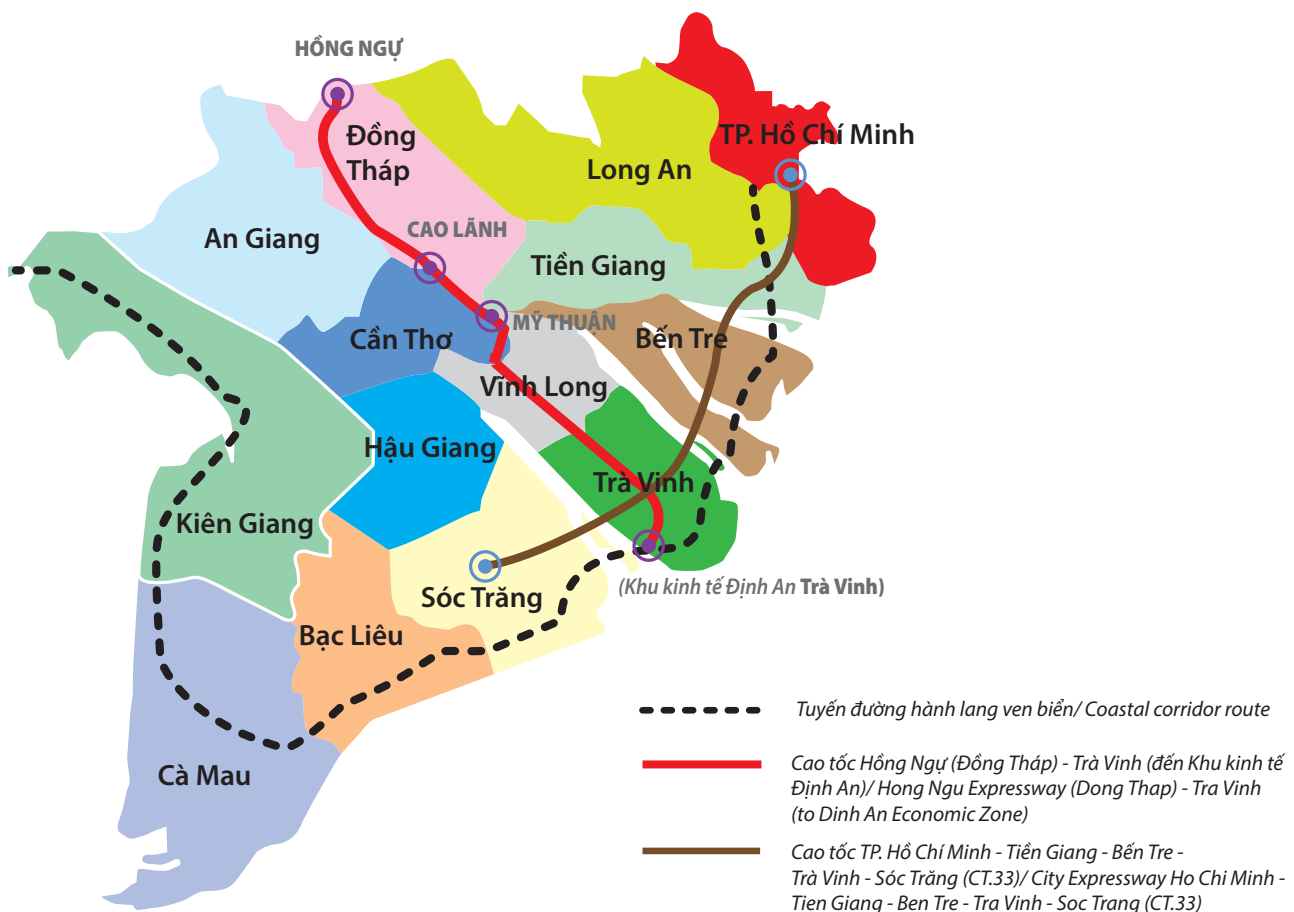 HỒNG NGỰ
Đồng
Tháp
TP. Hồ Chí Minh
Long An
An Giang
CAO LÃNH
Tiền Giang
MỸ THUẬN
Cần Thơ
Bến Tre
Vĩnh Long
Hậu Giang
Trà Vinh
Kiên Giang
(Khu kinh tế Định An Trà Vinh)
Sóc Trăng
Bạc Liêu
Cà Mau
Tuyến đường hành lang ven biển/ Coastal corridor route
Cao tốc Hồng Ngự (Đồng Tháp) - Trà Vinh (đến Khu kinh tế
Định An)/ Hong Ngu Expressway (Dong Thap) - Tra Vinh
(to Dinh An Economic Zone)
Cao tốc TP. Hồ Chí Minh - Tiền Giang - Bến Tre -
Trà Vinh - Sóc Trăng (CT.33)/ City Expressway Ho Chi Minh -
Tien Giang - Ben Tre - Tra Vinh - Soc Trang (CT.33)